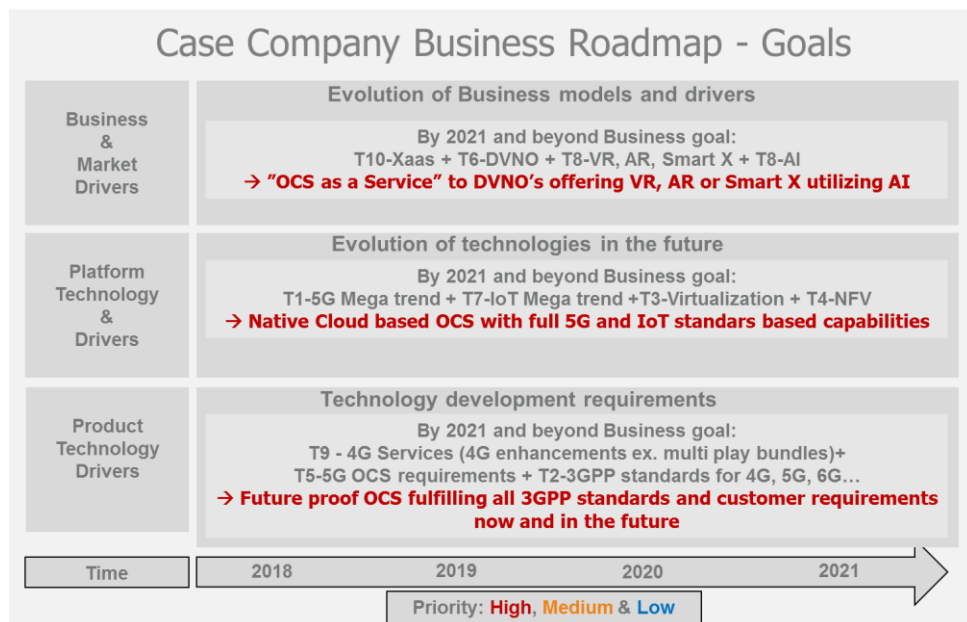 Case Company Business Roadmap - Goals
Business
&
Market
Drivers
Evolution of Business models and drivers
By 2021 and beyond Business goal:
T10-Xaas + T6-DVNO + T8-VR, AR, Smart X + T8-AI
→ ”OCS as a Service” to DVNO’s offering VR, AR or Smart X utilizing AI
Platform
Technology
&
Drivers
Evolution of technologies in the future
By 2021 and beyond Business goal:
T1-5G Mega trend + T7-IoT Mega trend +T3-Virtualization + T4-NFV
→ Native Cloud based OCS with full 5G and IoT standars based capabilities
Product
Technology
Drivers
Technology development requirements
By 2021 and beyond Business goal:
T9 - 4G Services (4G enhancements ex. multi play bundles)+
T5-5G OCS requirements + T2-3GPP standards for 4G, 5G, 6G…
→ Future proof OCS fulfilling all 3GPP standards and customer requirements
now and in the future
Time
2018 2019 2020 2021
Priority: High, Medium & Low